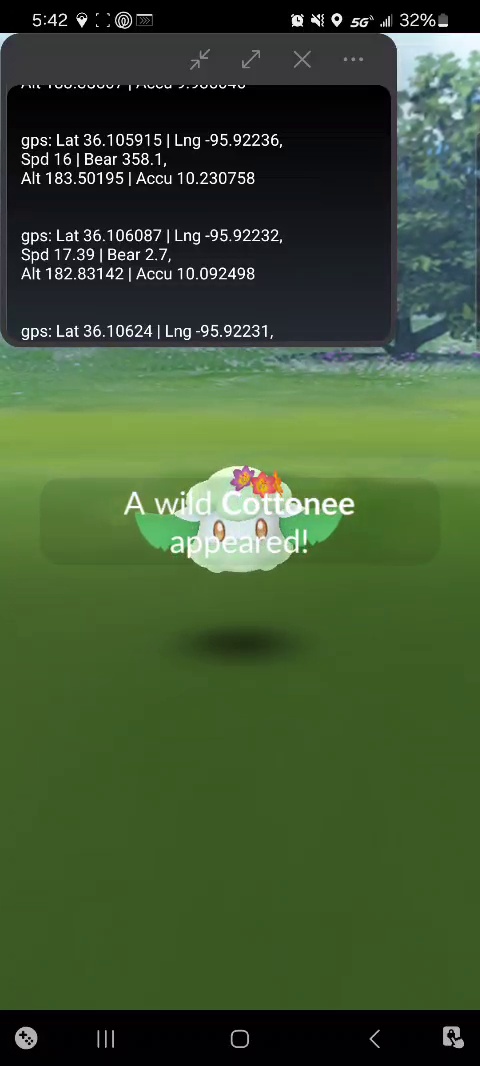 5:42 5G 32%
gps: Lat 36.105915 | Lng -95.92236,
Spd 16 | Bear 358.1,
Alt 183.50195 | Accu 10.230758
gps: Lat 36.106087 | Lng -95.92232,
Spd 17.39 | Bear 2.7,
Alt 182.83142 | Accu 10.092498
gps: Lat 36.10624 | Lng -95.92231,
A wild Cottonee
appeared!